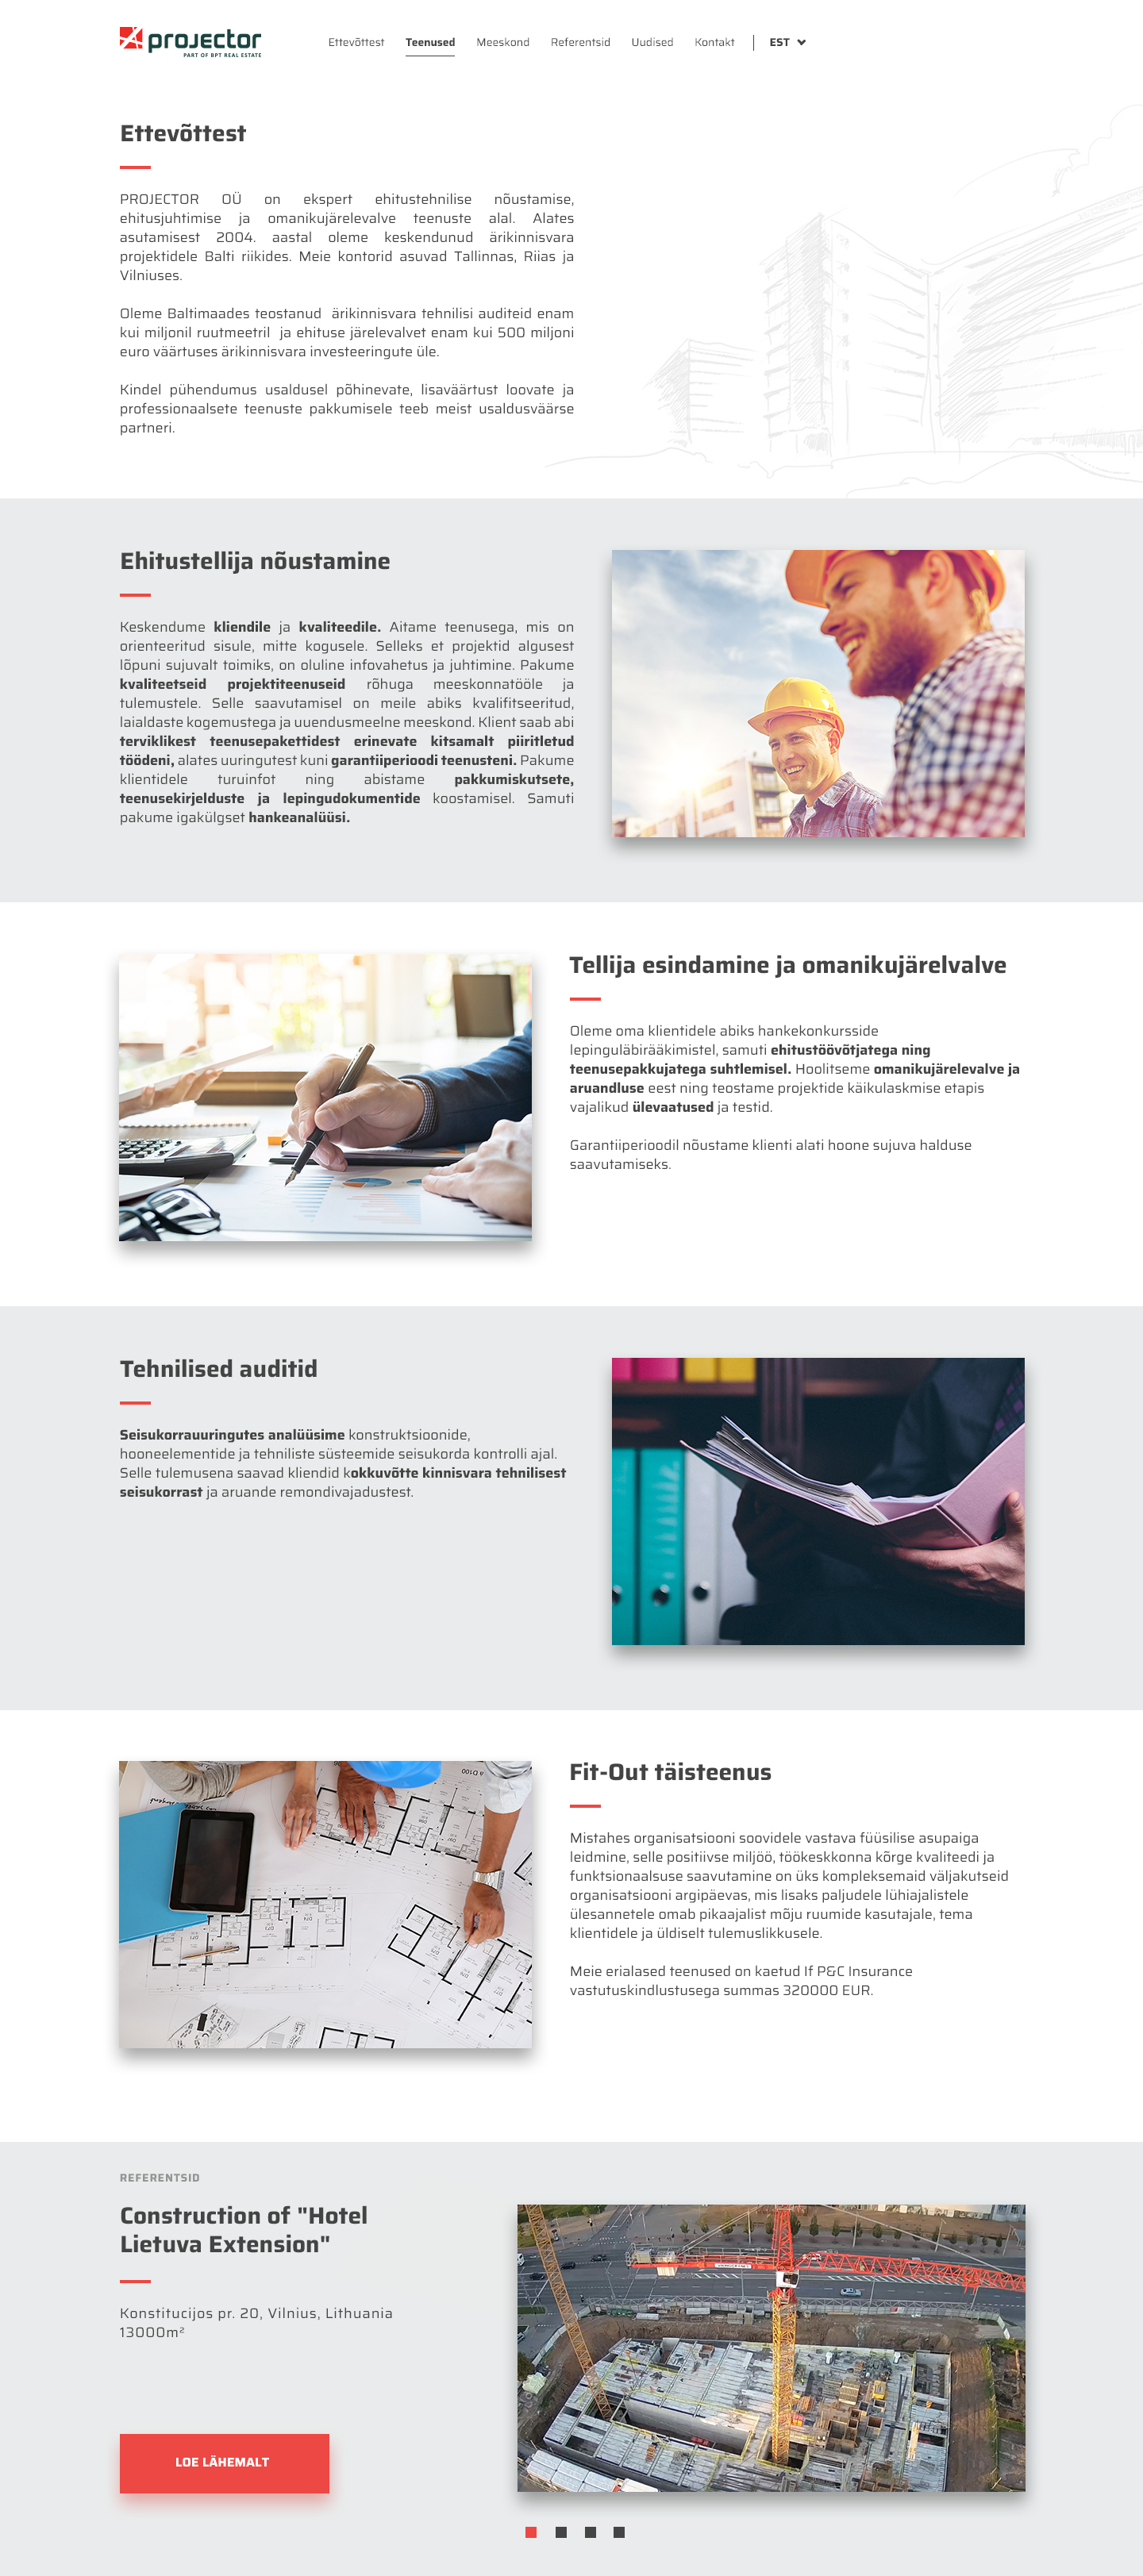 projector
PART OF BPT REAL ESTATE
Ettevõttest Teenused Meeskond Referentsid Uudised Kontakt EST
Ettevõttest
PROJECTOR OÜ on ekspert ehitustehnilise nõustamise,
ehitusjuhtimise ja omanikujärelevalve teenuste alal. Alates
asutamisest 2004. aastal oleme keskendunud ärikinnisvara
projektidele Balti riikides. Meie kontorid asuvad Tallinnas, Riias ja
Vilniuses.
Oleme Baltimaades teostanud ärikinnisvara tehnilisi auditeid enam
kui miljonil ruutmeetril ja ehituse järelevalvet enam kui 500 miljoni
euro väärtuses ärikinnisvara investeeringute üle.
Kindel pühendumus usaldusel põhinevate, lisaväärtust loovate ja
professionaalsete teenuste pakkumisele teeb meist usaldusväärse
partneri.
Ehitustellija nõustamine
Keskendume kliendile ja kvaliteedile. Aitame teenusega, mis on
orienteeritud sisule, mitte kogusele. Selleks et projektid algusest
lõpuni sujuvalt toimiks, on oluline infovahetus ja juhtimine. Pakume
kvaliteetseid projektiteenuseid rõhuga meeskonnatööle ja
tulemustele. Selle saavutamisel on meile abiks kvalifitseeritud,
laialdaste kogemustega ja uuendusmeelne meeskond. Klient saab abi
terviklikest teenusepakettidest erinevate kitsamalt piiritletud
töödeni, alates uuringutest kuni garantiiperioodi teenusteni. Pakume
klientidele turuinfot ning abistame pakkumiskutsete,
teenusekirjelduste ja lepingudokumentide koostamisel. Samuti
pakume igakülgset hankeanalüüsi.
Tellija esindamine ja omanikujärelvalve
Oleme oma klientidele abiks hankekonkursside
lepinguläbirääkimistel, samuti ehitustöövõtjatega ning
teenusepakkujatega suhtlemisel. Hoolitseme omanikujärelevalve ja
aruandluse eest ning teostame projektide käikulaskmise etapis
vajalikud ülevaatused ja testid.
Garantiiperioodil nõustame klienti alati hoone sujuva halduse
saavutamiseks.
Tehnilised auditid
Seisukorrauuringutes analüüsime konstruktsioonide,
hooneelementide ja tehniliste süsteemide seisukorda kontrolli ajal.
Selle tulemusena saavad kliendid kokkuvõtte kinnisvara tehnilisest
seisukorrast ja aruande remondivajadustest.
Fit-Out täisteenus
Mistahes organisatsiooni soovidele vastava füüsilise asupaiga
leidmine, selle positiivse miljöö, töökeskkonna kõrge kvaliteedi ja
funktsionaalsuse saavutamine on üks kompleksemaid väljakutseid
organisatsiooni argipäevas, mis lisaks paljudele lühiajalistele
ülesannetele omab pikaajalist mõju ruumide kasutajale, tema
klientidele ja üldiselt tulemuslikkusele.
Meie erialased teenused on kaetud If P&C Insurance
vastutuskindlustusega summas 320000 EUR.
REFERENTSID
Construction of "Hotel
Lietuva Extension"
Konstitucijos pr. 20, Vilnius, Lithuania
13000m²
LOE LÄHEMALT